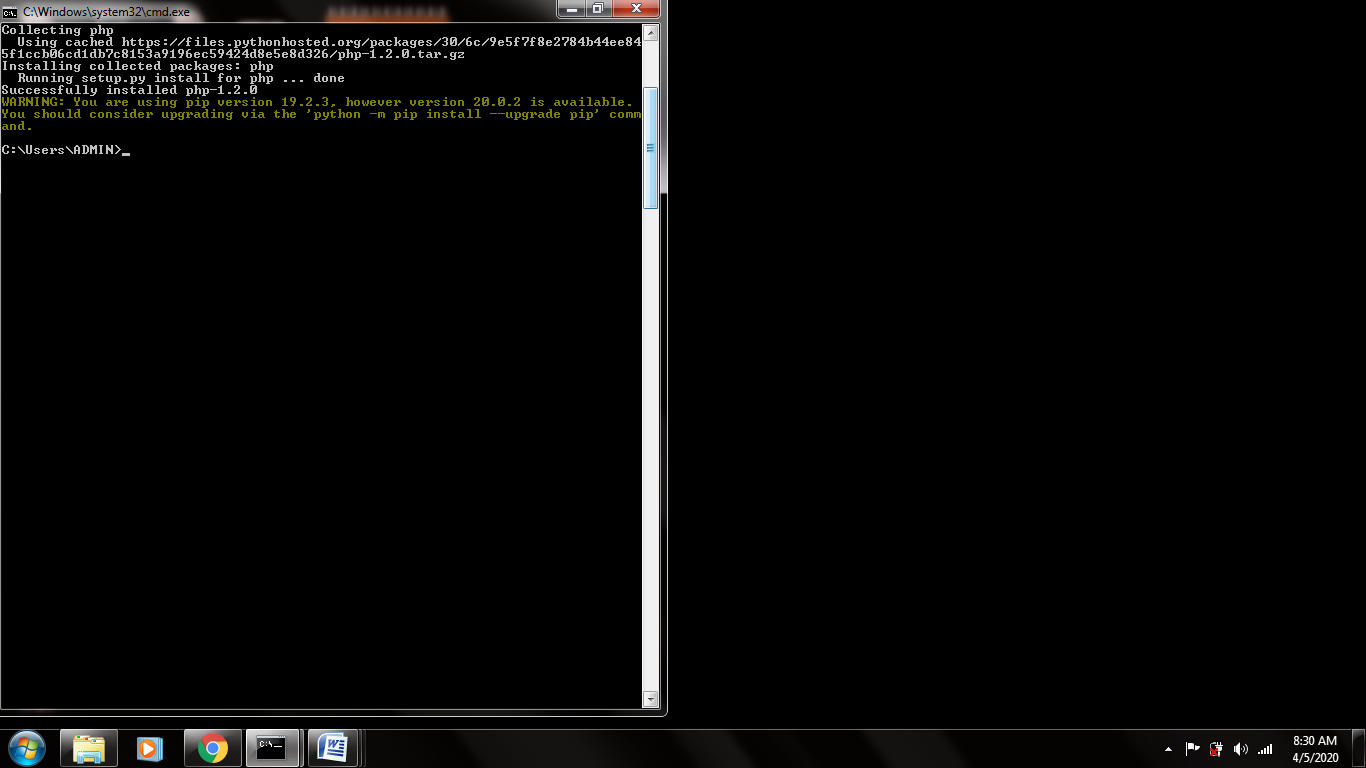 C:\Windows\system32\cmd.exe
Collecting php
  Using cached https://files.pythonhosted.org/packages/30/6c/9e5f7f8e2784b44ee84
5f1ccb06cd1db7c8153a9196ec59424d8e5e8d326/php-1.2.0.tar.gz
Installing collected packages: php
  Running setup.py install for php ... done
Successfully installed php-1.2.0
WARNING: You are using pip version 19.2.3, however version 20.0.2 is available.
You should consider upgrading via the 'python -m pip install --upgrade pip' comm
and.
C:\Users\ADMIN>_
8:30 AM
4/5/2020